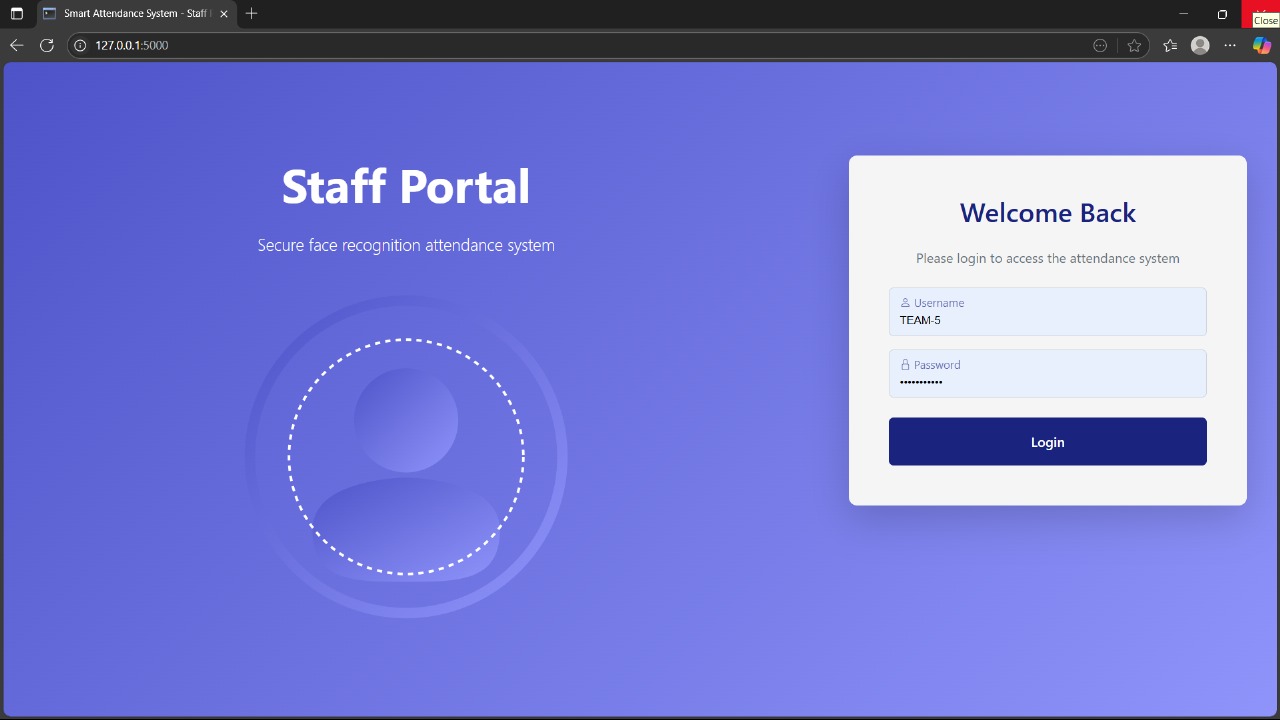 Smart Attendance System - Staff
Close
127.0.0.1:5000
Staff Portal
Secure face recognition attendance system
Welcome Back
Please login to access the attendance system
Username
TEAM-5
Password
•••••••••••
Login